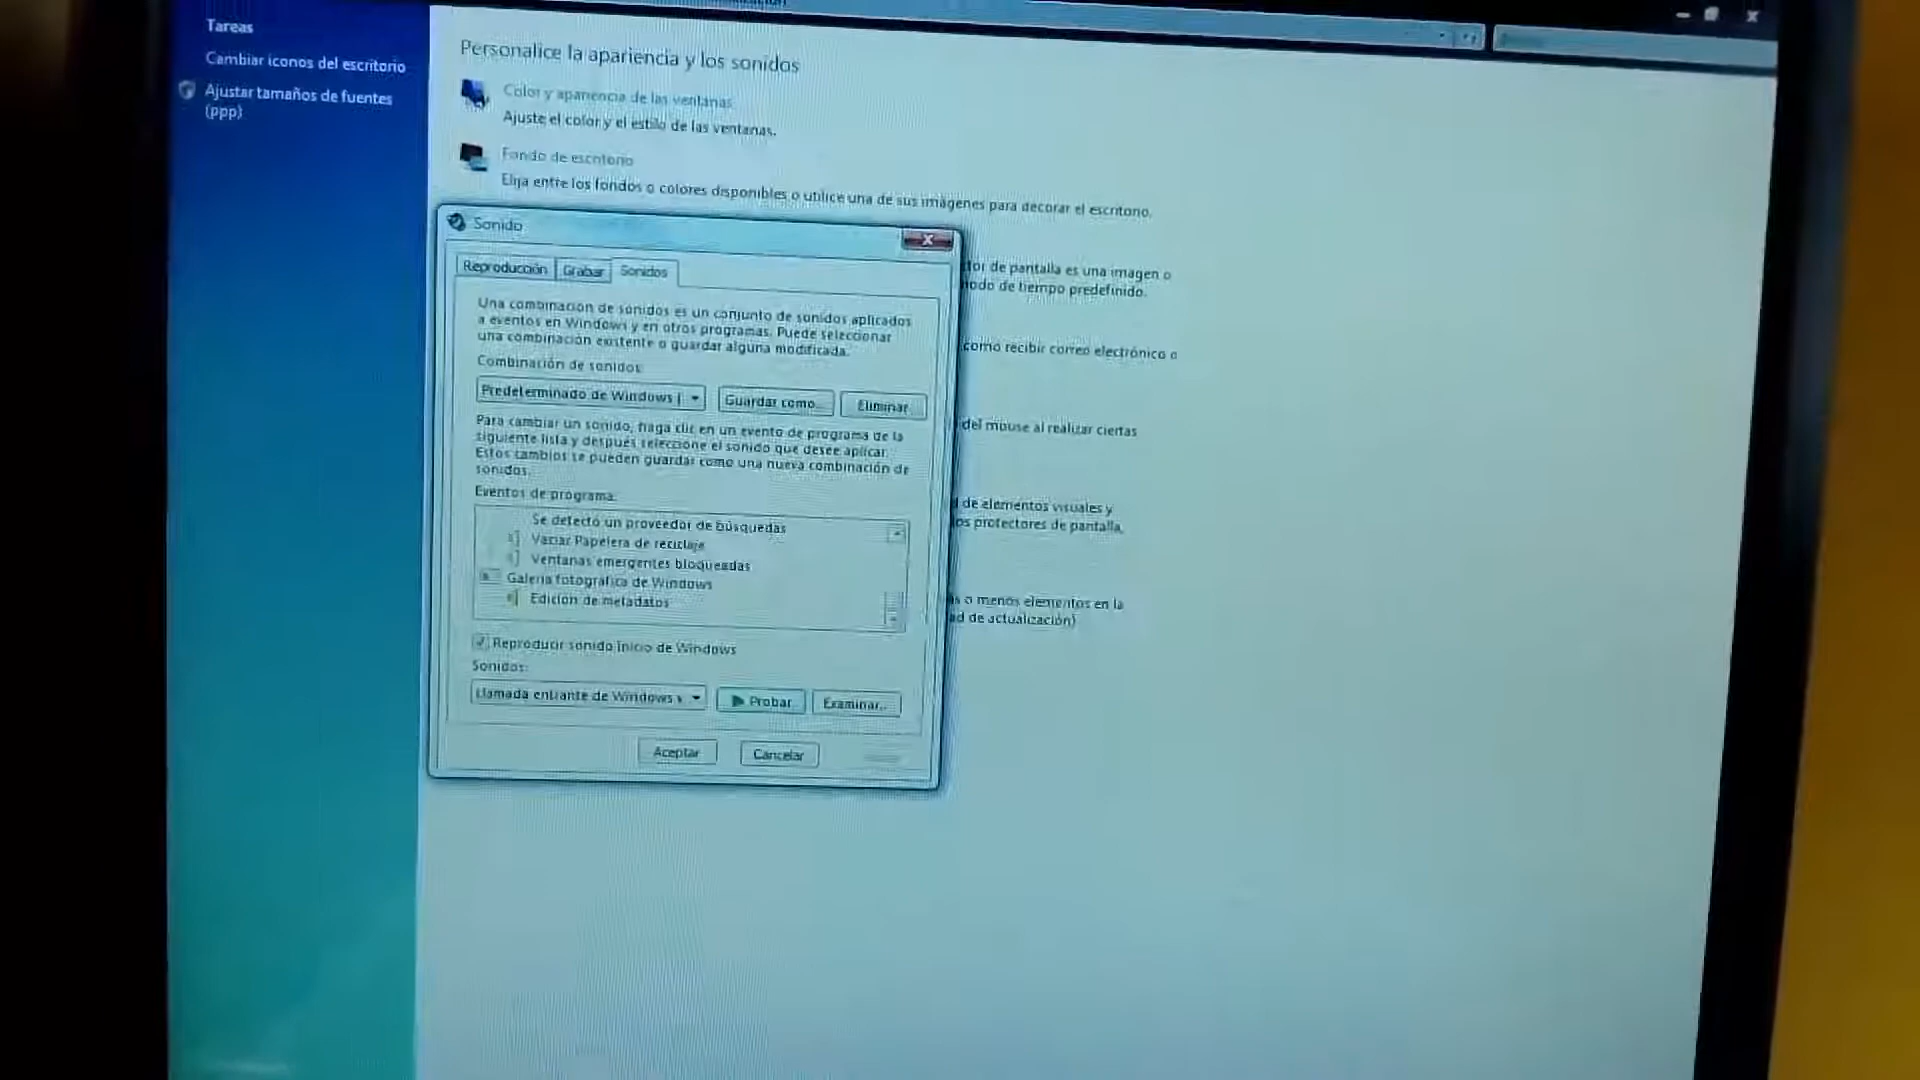 Tareas
Cambiar iconos del escritorio
Ajustar tamaños de fuentes
(ppp)
Personalice la apariencia y los sonidos
Color y apariencia de las ventanas
Ajuste el color y el estilo de las ventanas.
Fondo de escritorio
Elija entre los fondos o colores disponibles o utilice una de sus imágenes para decorar el escritorio.
Sonido
Reproducción
Grabar
Sonidos
Una combinación de sonidos es un conjunto de sonidos aplicados
a eventos en Windows y en otros programas. Puede seleccionar
una combinación existente o guardar alguna modificada.
Combinación de sonidos:
Predeterminado de Windows (
Guardar como...
Eliminar
Para cambiar un sonido, haga clic en un evento de programa de la
siguiente lista y después seleccione el sonido que desee aplicar.
Estos cambios se pueden guardar como una nueva combinación de
sonidos.
Eventos de programa:
Se detectó un proveedor de búsquedas
Vaciar Papelera de reciclaje
Ventanas emergentes bloqueadas
Galería fotográfica de Windows
Edición de metadatos
Reproducir sonido Inicio de Windows
Sonidos:
Llamada entrante de Windows
Probar
Examinar...
Aceptar
Cancelar
tor de pantalla es una imagen o
iodo de tiempo predefinido.
como recibir correo electrónico o
del mouse al realizar ciertas
d de elementos visuales y
os protectores de pantalla,
ás o menos elementos en la
ad de actualización)